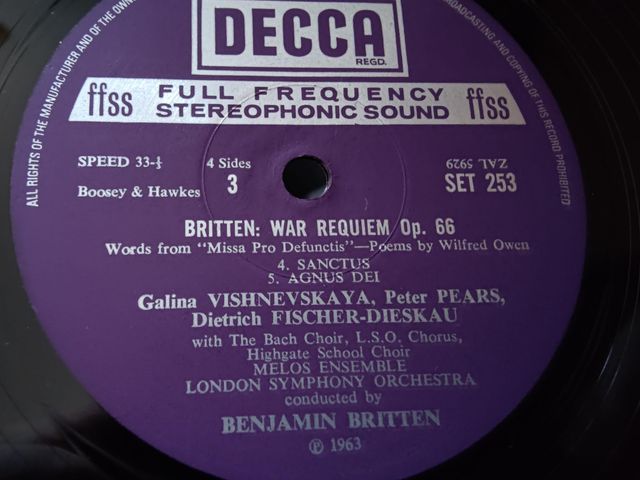 ALL RIGHTS OF THE MANUFACTURER AND OF THE OWN
BROADCASTING AND COPYING OF THIS RECORD PROHIBITED
DECCA
REGD.
ffss FULL FREQUENCY STEREOPHONIC SOUND ffss
SPEED 33-⅓
4 Sides
ZAL 5929
Boosey & Hawkes
3
SET 253
BRITTEN: WAR REQUIEM Op. 66
Words from "Missa Pro Defunctis"—Poems by Wilfred Owen
4. SANCTUS
5. AGNUS DEI
Galina VISHNEVSKAYA, Peter PEARS,
Dietrich FISCHER-DIESKAU
with The Bach Choir, L.S.O. Chorus,
Highgate School Choir
MELOS ENSEMBLE
LONDON SYMPHONY ORCHESTRA
conducted by
BENJAMIN BRITTEN
℗ 1963